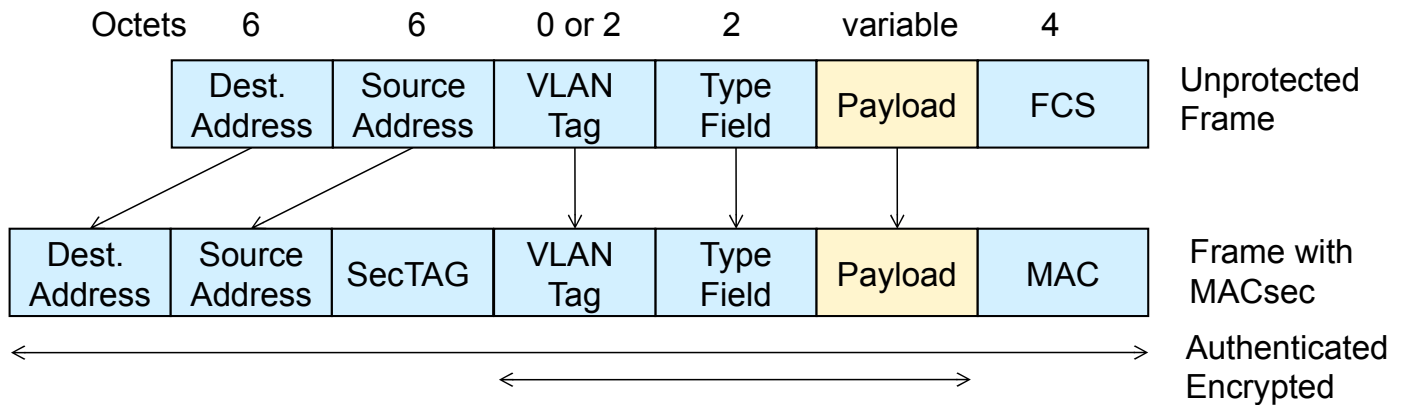 Octets 6 6 0 or 2 2 variable 4
Dest. Address Source Address VLAN Tag Type Field Payload FCS Unprotected Frame
Dest. Address Source Address SecTAG VLAN Tag Type Field Payload MAC Frame with MACsec
Authenticated
Encrypted